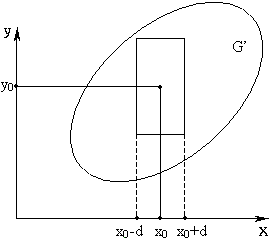 y
G'
y₀
x₀-d x₀ x₀+d x